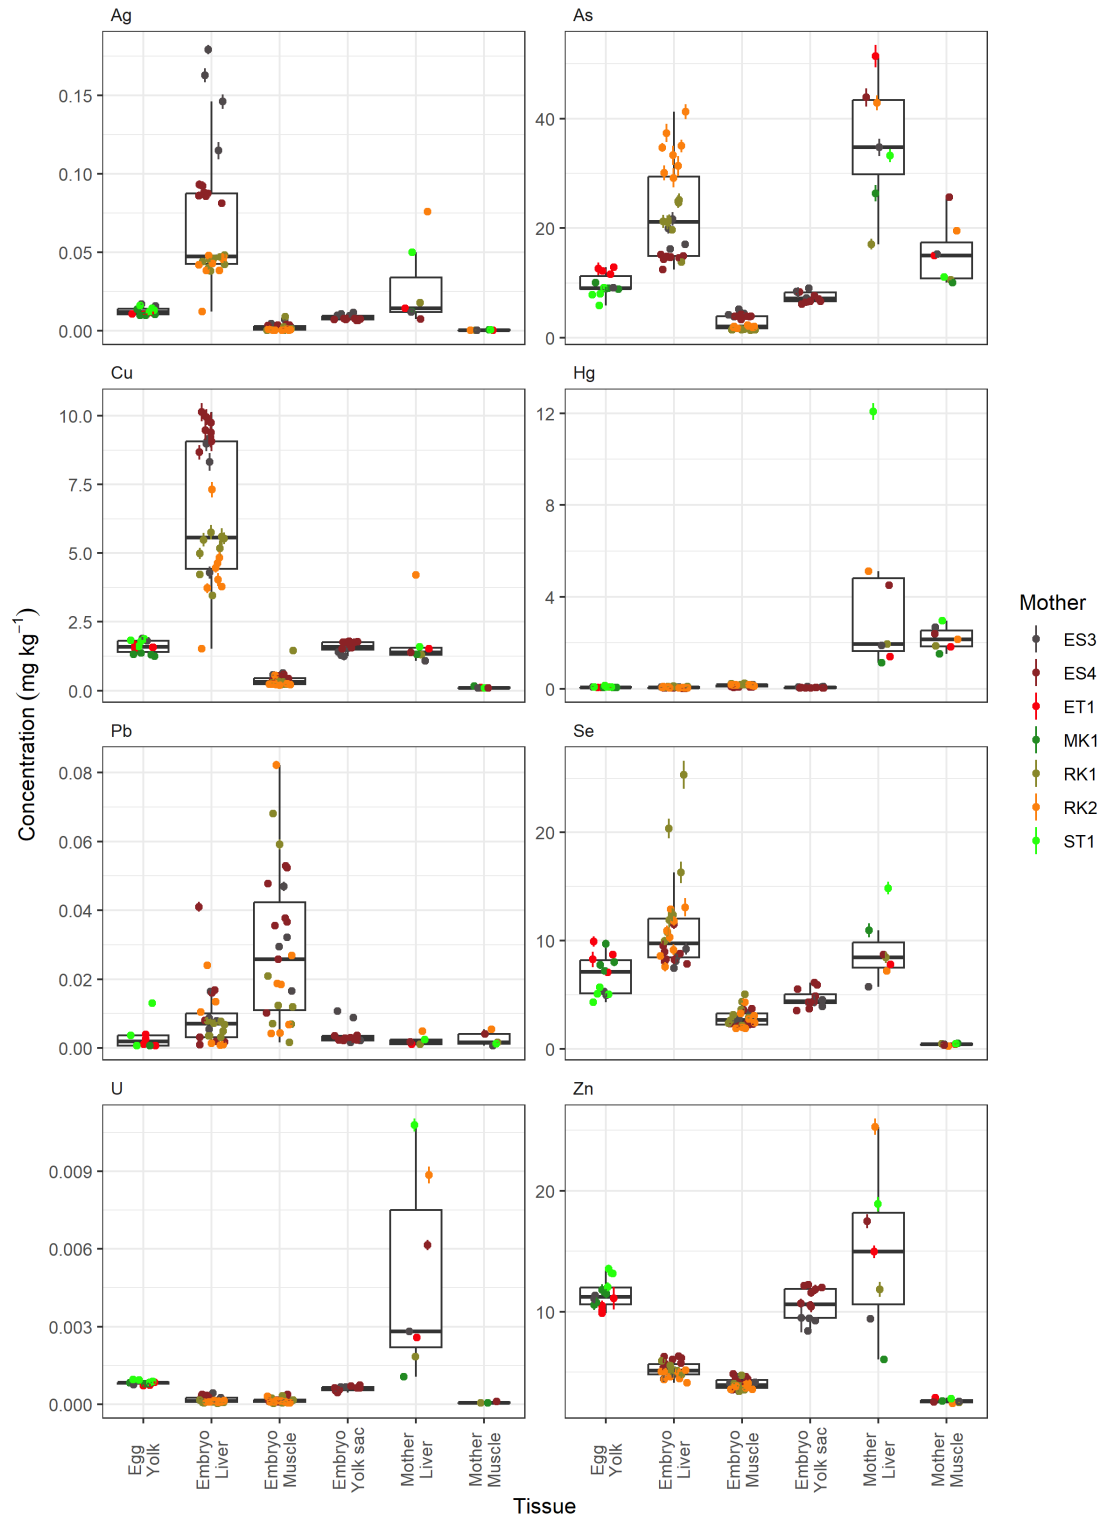 Ag
As
0.15
0.10
0.05
0.00
40
20
0
Cu
Hg
10.0
7.5
5.0
2.5
0.0
12
8
4
0
Pb
Se
0.08
0.06
0.04
0.02
0.00
20
10
0
U
Zn
0.009
0.006
0.003
0.000
20
10
Concentration (mg kg⁻¹)
Egg
Yolk
Embryo
Liver
Embryo
Muscle
Embryo
Yolk sac
Mother
Liver
Mother
Muscle
Egg
Yolk
Embryo
Liver
Embryo
Muscle
Embryo
Yolk sac
Mother
Liver
Mother
Muscle
Tissue
Mother
ES3
ES4
ET1
MK1
RK1
RK2
ST1